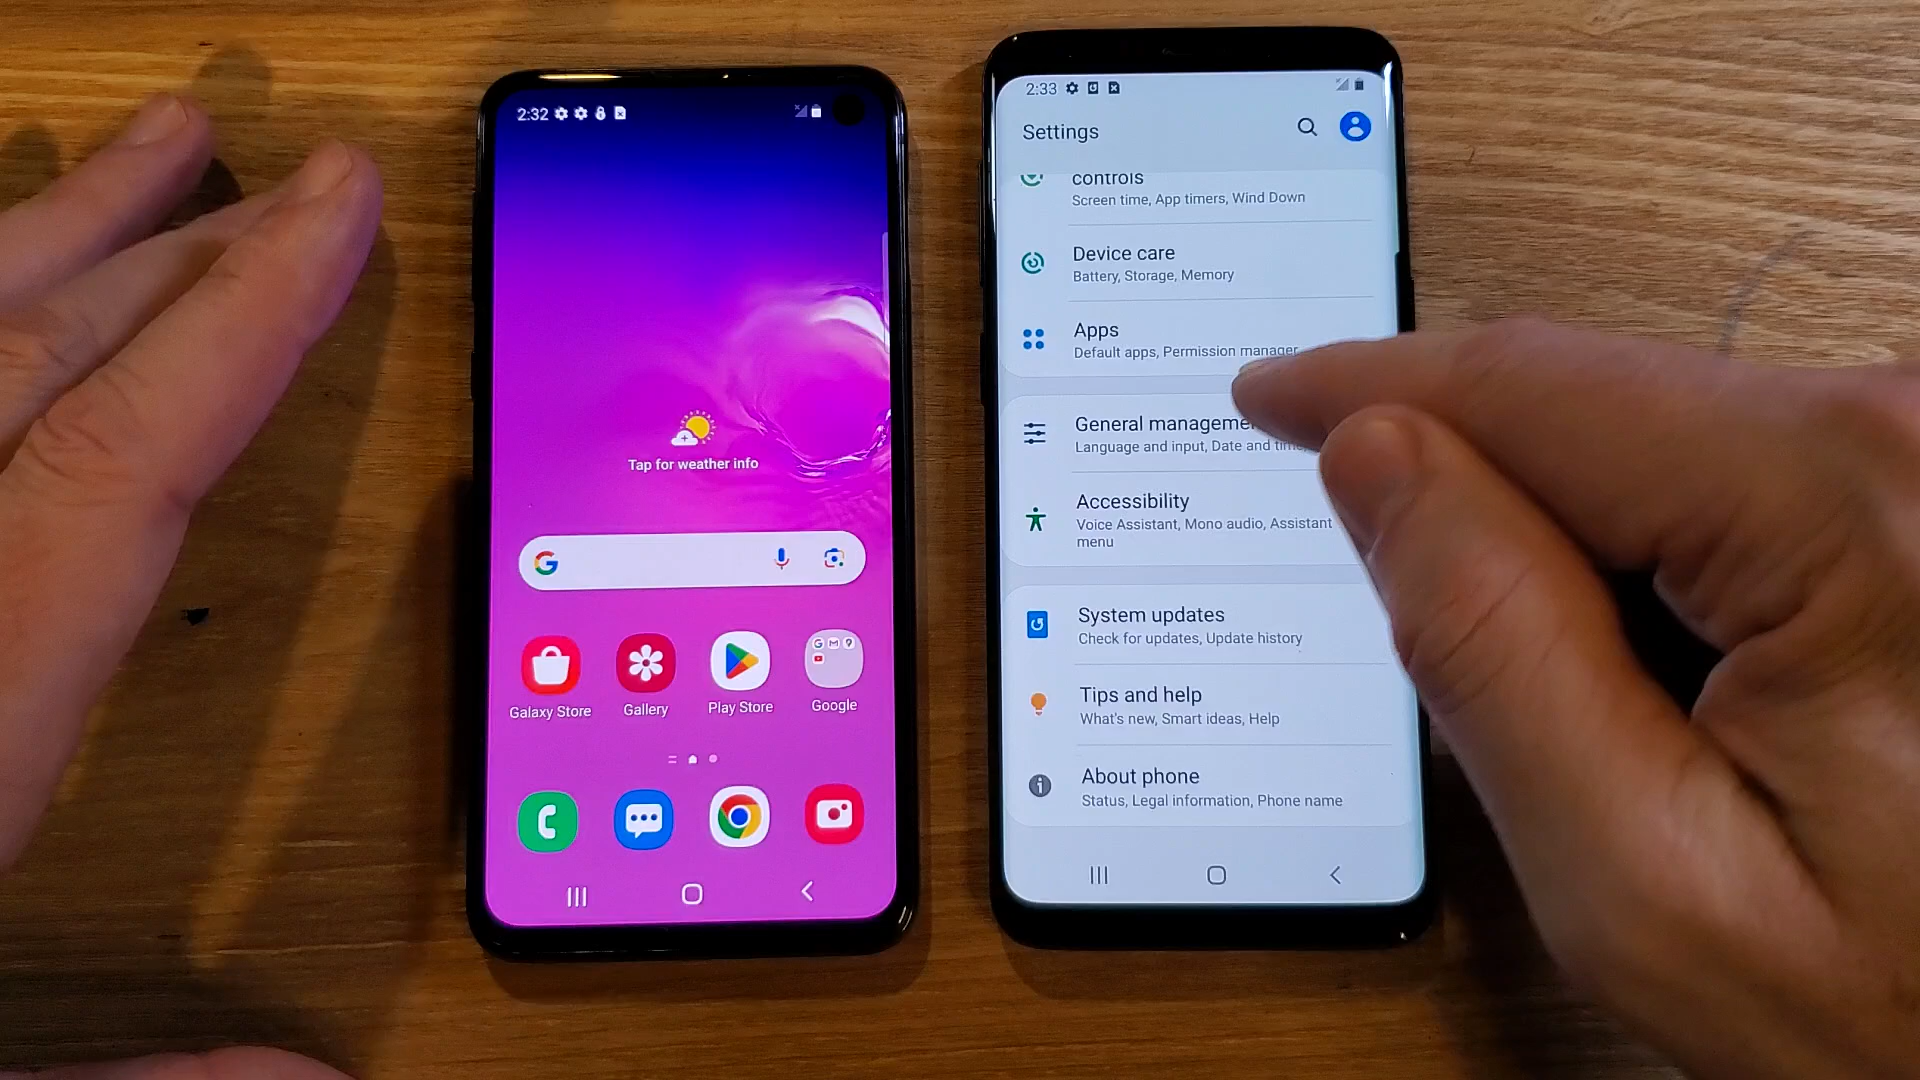 2:32
Tap for weather info
Galaxy Store
Gallery
Play Store
Google
2:33
Settings
controls
Screen time, App timers, Wind Down
Device care
Battery, Storage, Memory
Apps
Default apps, Permission manager
General
Language and input, Date and
Accessibility
Voice Assistant, Mono audio, Assistant
menu
System updates
Check for updates, Update history
Tips and help
What's new, Smart ideas, Help
About phone
Status, Legal information, Phone name